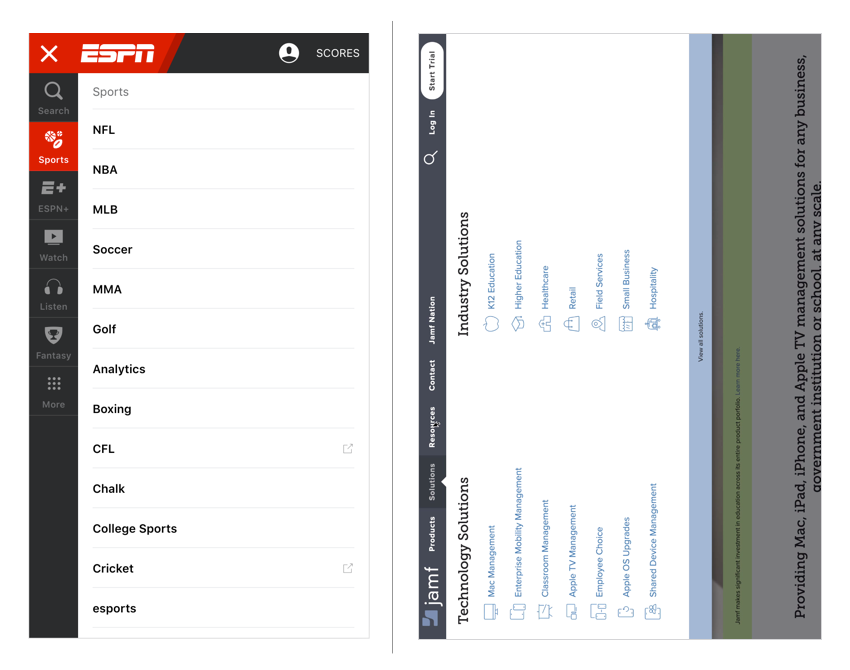 ESPN
SCORES
Search
Sports
ESPN+
Watch
Listen
Fantasy
More
Sports
NFL
NBA
MLB
Soccer
MMA
Golf
Analytics
Boxing
CFL
Chalk
College Sports
Cricket
esports
jamf
Products
Solutions
Resources
Contact
Jamf Nation
Log In
Start Trial
Technology Solutions
Mac Management
Enterprise Mobility Management
Classroom Management
Apple TV Management
Employee Choice
Apple OS Upgrades
Shared Device Management
Industry Solutions
K12 Education
Higher Education
Healthcare
Retail
Field Services
Small Business
Hospitality
View all solutions.
Jamf makes significant investment in education across its entire product portfolio. Learn more here.
Providing Mac, iPad, iPhone, and Apple TV management solutions for any business,
government institution or school, at any scale.